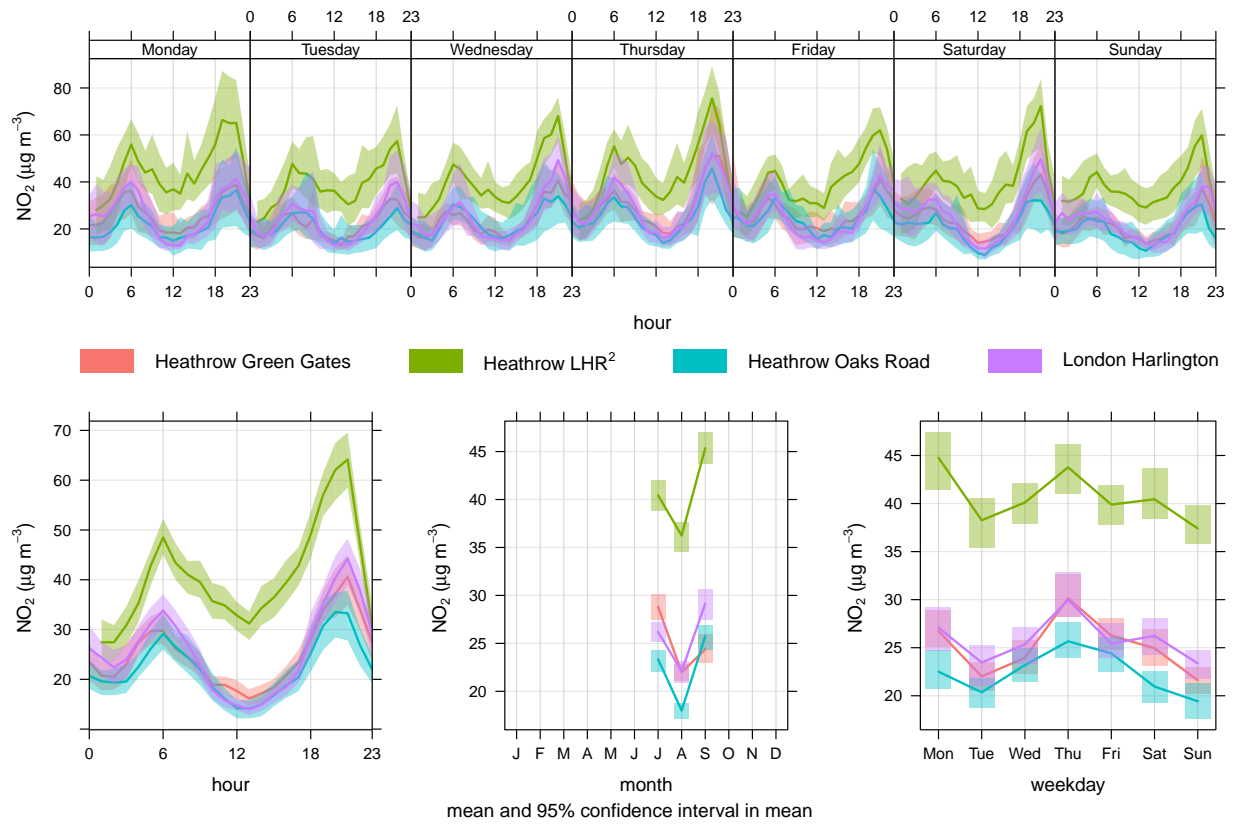 0 6 12 18 23 0 6 12 18 23 0 6 12 18 23
Monday Tuesday Wednesday Thursday Friday Saturday Sunday
NO₂ (μg m⁻³)
80
60
40
20
0 6 12 18 23 0 6 12 18 23 0 6 12 18 23 0 6 12 18 23
hour
Heathrow Green Gates Heathrow LHR² Heathrow Oaks Road London Harlington
NO₂ (μg m⁻³)
70
60
50
40
30
20
0 6 12 18 23
hour
NO₂ (μg m⁻³)
45
40
35
30
25
20
J F M A M J J A S O N D
month
NO₂ (μg m⁻³)
45
40
35
30
25
20
Mon Tue Wed Thu Fri Sat Sun
weekday
mean and 95% confidence interval in mean